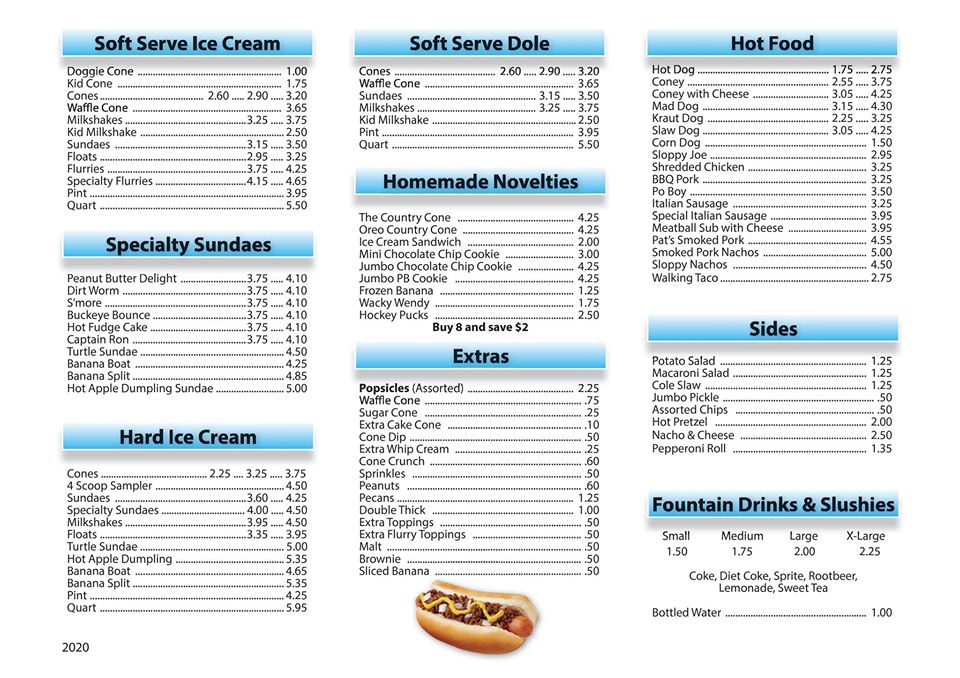 Soft Serve Ice Cream
Doggie Cone ................................................ 1.00
Kid Cone ................................................ 1.75
Cones ................................ 2.60 ..... 2.90 ..... 3.20
Waffle Cone ................................................ 3.65
Milkshakes ........................................ 3.25 ..... 3.75
Kid Milkshake ................................................ 2.50
Sundaes ........................................ 3.15 ..... 3.50
Floats ........................................ 2.95 ..... 3.25
Flurries ........................................ 3.75 ..... 4.25
Specialty Flurries ............................... 4.15 ..... 4.65
Pint ................................................ 3.95
Quart ................................................ 5.50
Specialty Sundaes
Peanut Butter Delight ...................... 3.75 ..... 4.10
Dirt Worm ........................................ 3.75 ..... 4.10
S'more ........................................ 3.75 ..... 4.10
Buckeye Bounce ............................... 3.75 ..... 4.10
Hot Fudge Cake ................................ 3.75 ..... 4.10
Captain Ron ...................................... 3.75 ..... 4.10
Turtle Sundae ................................................ 4.50
Banana Boat ................................................ 4.25
Banana Split ................................................ 4.85
Hot Apple Dumpling Sundae ....................... 5.00
Hard Ice Cream
Cones .................................... 2.25 .... 3.25 ..... 3.75
4 Scoop Sampler ........................................... 4.50
Sundaes ............................................ 3.60 ..... 4.25
Specialty Sundaes ............................ 4.00 ..... 4.50
Milkshakes ........................................ 3.95 ..... 4.50
Floats ................................................ 3.35 ..... 3.95
Turtle Sundae ................................................ 5.00
Hot Apple Dumpling .................................... 5.35
Banana Boat ................................................ 4.65
Banana Split ................................................ 5.35
Pint ................................................ 4.25
Quart ................................................ 5.95
2020
Soft Serve Dole
Cones .................................. 2.60 ..... 2.90 ..... 3.20
Waffle Cone ................................................ 3.65
Sundaes ............................................ 3.15 ..... 3.50
Milkshakes ........................................ 3.25 ..... 3.75
Kid Milkshake ................................................ 2.50
Pint ................................................ 3.95
Quart ................................................ 5.50
Homemade Novelties
The Country Cone ....................................... 4.25
Oreo Country Cone ..................................... 4.25
Ice Cream Sandwich .................................... 2.00
Mini Chocolate Chip Cookie ....................... 3.00
Jumbo Chocolate Chip Cookie ................... 4.25
Jumbo PB Cookie ........................................ 4.25
Frozen Banana ............................................. 1.25
Wacky Wendy .............................................. 1.75
Hockey Pucks .............................................. 2.50
Buy 8 and save $2
Extras
Popsicles (Assorted) .................................... 2.25
Waffle Cone .................................................... .75
Sugar Cone .................................................... .25
Extra Cake Cone ............................................. .10
Cone Dip ......................................................... .50
Extra Whip Cream .......................................... .25
Cone Crunch .................................................. .60
Sprinkles ........................................................ .50
Peanuts .......................................................... .60
Pecans .......................................................... 1.25
Double Thick ................................................ 1.00
Extra Toppings ............................................... .50
Extra Flurry Toppings ..................................... .50
Malt ................................................................. .50
Brownie .......................................................... .50
Sliced Banana ................................................. .50
Hot Food
Hot Dog ............................................ 1.75 ..... 2.75
Coney ............................................... 2.55 ..... 3.75
Coney with Cheese ......................... 3.05 ..... 4.25
Mad Dog .......................................... 3.15 ..... 4.30
Kraut Dog ........................................ 2.25 ..... 3.25
Slaw Dog .......................................... 3.05 ..... 4.25
Corn Dog ...................................................... 1.50
Sloppy Joe .................................................... 2.95
Shredded Chicken ........................................ 3.25
BBQ Pork ....................................................... 3.25
Po Boy ........................................................... 3.50
Italian Sausage ............................................. 3.25
Special Italian Sausage ................................ 3.95
Meatball Sub with Cheese .......................... 3.95
Pat's Smoked Pork ........................................ 4.55
Smoked Pork Nachos ................................... 5.00
Sloppy Nachos ............................................. 4.50
Walking Taco ................................................. 2.75
Sides
Potato Salad ................................................. 1.25
Macaroni Salad ............................................. 1.25
Cole Slaw ...................................................... 1.25
Jumbo Pickle ................................................... .50
Assorted Chips ............................................... .50
Hot Pretzel ................................................... 2.00
Nacho & Cheese .......................................... 2.50
Pepperoni Roll ............................................. 1.35
Fountain Drinks & Slushies
Small Medium Large X-Large
1.50 1.75 2.00 2.25
Coke, Diet Coke, Sprite, Rootbeer,
Lemonade, Sweet Tea
Bottled Water ............................................... 1.00